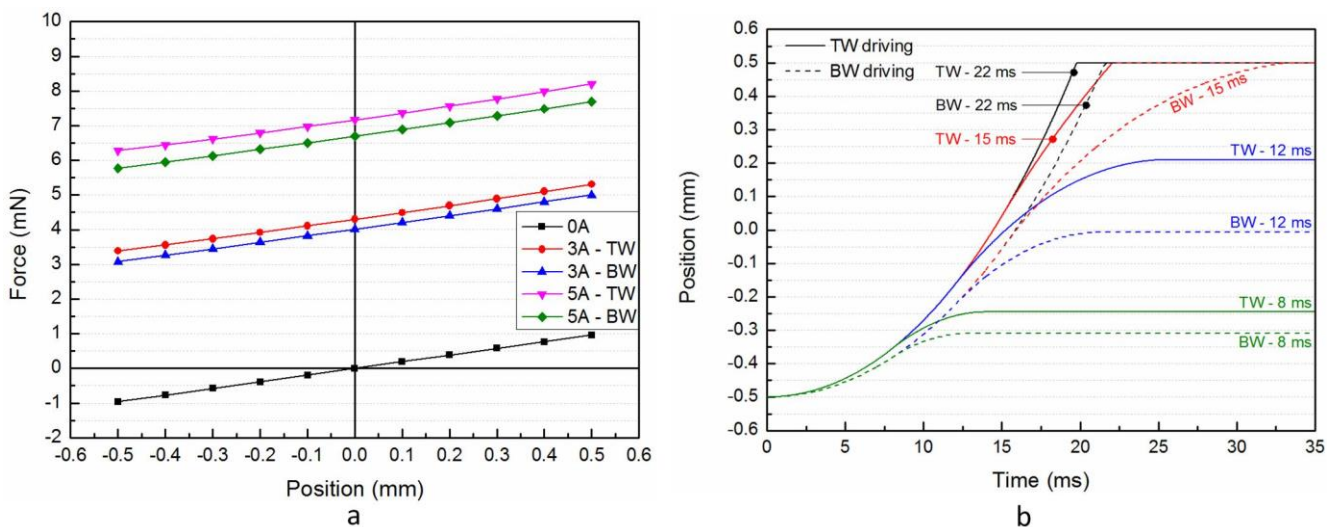 10
9
8
7
6
5
4
3
2
1
0
-1
-2
Force (mN)
0A
3A - TW
3A - BW
5A - TW
5A - BW
-0.6 -0.5 -0.4 -0.3 -0.2 -0.1 0.0 0.1 0.2 0.3 0.4 0.5 0.6
Position (mm)
a
0.6
0.5
0.4
0.3
0.2
0.1
0.0
-0.1
-0.2
-0.3
-0.4
-0.5
-0.6
Position (mm)
TW driving
BW driving
TW - 22 ms
BW - 22 ms
TW - 15 ms
BW - 15 ms
TW - 12 ms
BW - 12 ms
TW - 8 ms
BW - 8 ms
0 5 10 15 20 25 30 35
Time (ms)
b